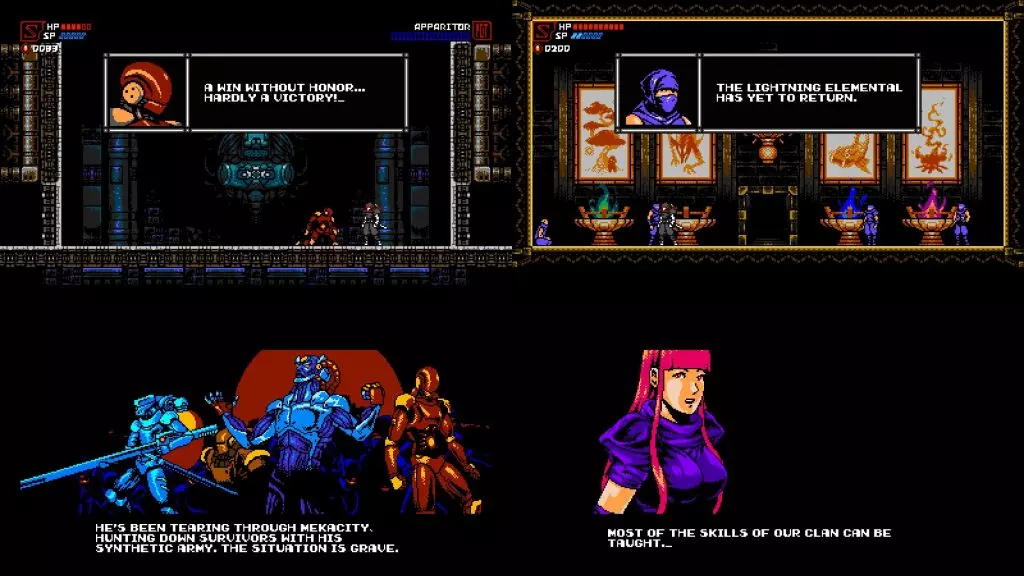 HP
SP
0083
APPARITOR
A WIN WITHOUT HONOR...
HARDLY A VICTORY!_
HP
SP
0200
THE LIGHTNING ELEMENTAL
HAS YET TO RETURN.
HE'S BEEN TEARING THROUGH MEKACITY,
HUNTING DOWN SURVIVORS WITH HIS
SYNTHETIC ARMY. THE SITUATION IS GRAVE.
MOST OF THE SKILLS OF OUR CLAN CAN BE
TAUGHT._